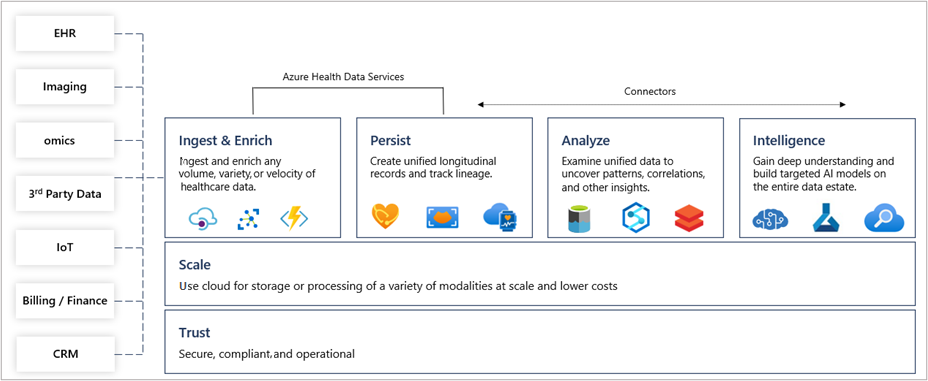 EHR
Imaging
omics
3rd Party Data
IoT
Billing / Finance
CRM
Azure Health Data Services
Connectors
Ingest & Enrich
Ingest and enrich any
volume, variety, or velocity of
healthcare data.
Persist
Create unified longitudinal
records and track lineage.
Analyze
Examine unified data to
uncover patterns, correlations,
and other insights.
Intelligence
Gain deep understanding and
build targeted AI models on
the entire data estate.
Scale
Use cloud for storage or processing of a variety of modalities at scale and lower costs
Trust
Secure, compliant, and operational